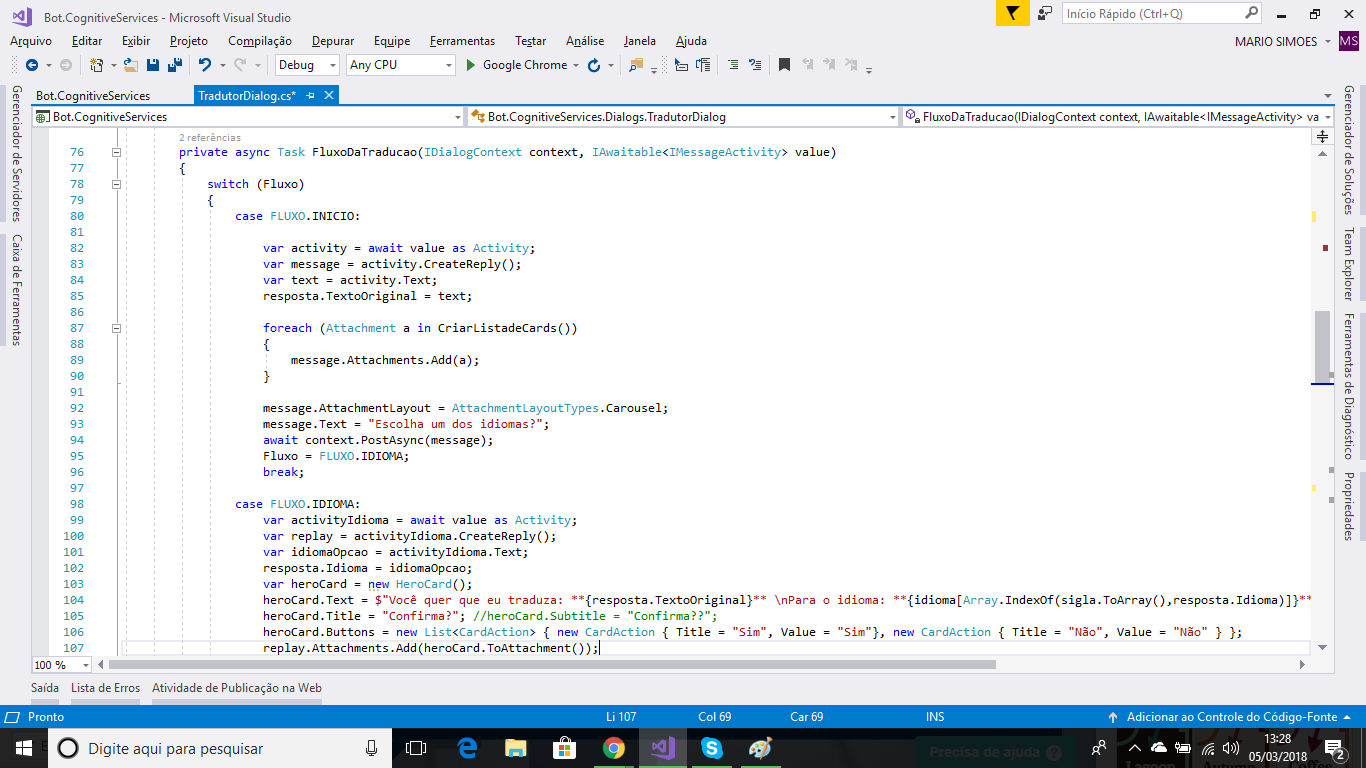 Bot.CognitiveServices - Microsoft Visual Studio
Início Rápido (Ctrl+Q)
Arquivo Editar Exibir Projeto Compilação Depurar Equipe Ferramentas Testar Análise Janela Ajuda
MARIO SIMOES MS
Debug Any CPU Google Chrome
Bot.CognitiveServices TradutorDialog.cs*
Bot.CognitiveServices Bot.CognitiveServices.Dialogs.TradutorDialog FluxoDaTraducao(IDialogContext context, IAwaitable<IMessageActivity> va
Gerenciador de Servidores
Caixa de Ferramentas
2 referências
76 private async Task FluxoDaTraducao(IDialogContext context, IAwaitable<IMessageActivity> value)
77 {
78 switch (Fluxo)
79 {
80 case FLUXO.INICIO:
81
82 var activity = await value as Activity;
83 var message = activity.CreateReply();
84 var text = activity.Text;
85 resposta.TextoOriginal = text;
86
87 foreach (Attachment a in CriarListadeCards())
88 {
89 message.Attachments.Add(a);
90 }
91
92 message.AttachmentLayout = AttachmentLayoutTypes.Carousel;
93 message.Text = "Escolha um dos idiomas?";
94 await context.PostAsync(message);
95 Fluxo = FLUXO.IDIOMA;
96 break;
97
98 case FLUXO.IDIOMA:
99 var activityIdioma = await value as Activity;
100 var replay = activityIdioma.CreateReply();
101 var idiomaOpcao = activityIdioma.Text;
102 resposta.Idioma = idiomaOpcao;
103 var heroCard = new HeroCard();
104 heroCard.Text = $"Você quer que eu traduza: **{resposta.TextoOriginal}** \nPara o idioma: **{idioma[Array.IndexOf(sigla.ToArray(),resposta.Idioma)]}**
105 heroCard.Title = "Confirma?"; //heroCard.Subtitle = "Confirma??";
106 heroCard.Buttons = new List<CardAction> { new CardAction { Title = "Sim", Value = "Sim"}, new CardAction { Title = "Não", Value = "Não" } };
107 replay.Attachments.Add(heroCard.ToAttachment());
Gerenciador de Soluções
Team Explorer
Ferramentas de Diagnóstico
Propriedades
100 %
Saída Lista de Erros Atividade de Publicação na Web
Pronto Li 107 Col 69 Car 69 INS Adicionar ao Controle do Código-Fonte
Digite aqui para pesquisar
Precisa de ajuda
13:28
05/03/2018
2